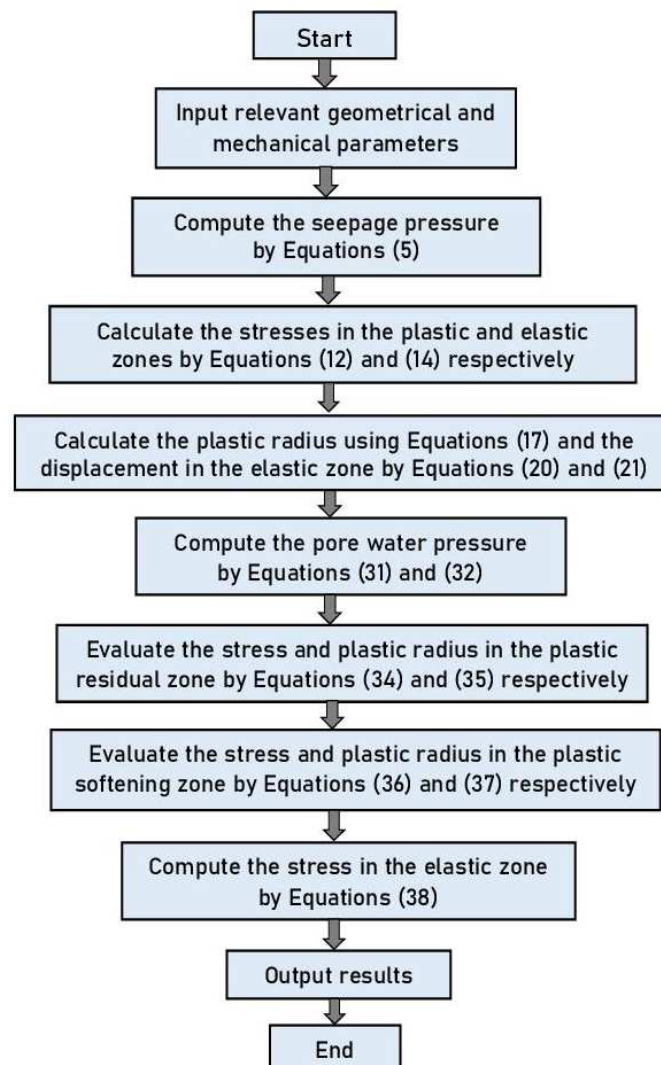 Start
Input relevant geometrical and
mechanical parameters
Compute the seepage pressure
by Equations (5)
Calculate the stresses in the plastic and elastic
zones by Equations (12) and (14) respectively
Calculate the plastic radius using Equations (17) and the
displacement in the elastic zone by Equations (20) and (21)
Compute the pore water pressure
by Equations (31) and (32)
Evaluate the stress and plastic radius in the plastic
residual zone by Equations (34) and (35) respectively
Evaluate the stress and plastic radius in the plastic
softening zone by Equations (36) and (37) respectively
Compute the stress in the elastic zone
by Equations (38)
Output results
End